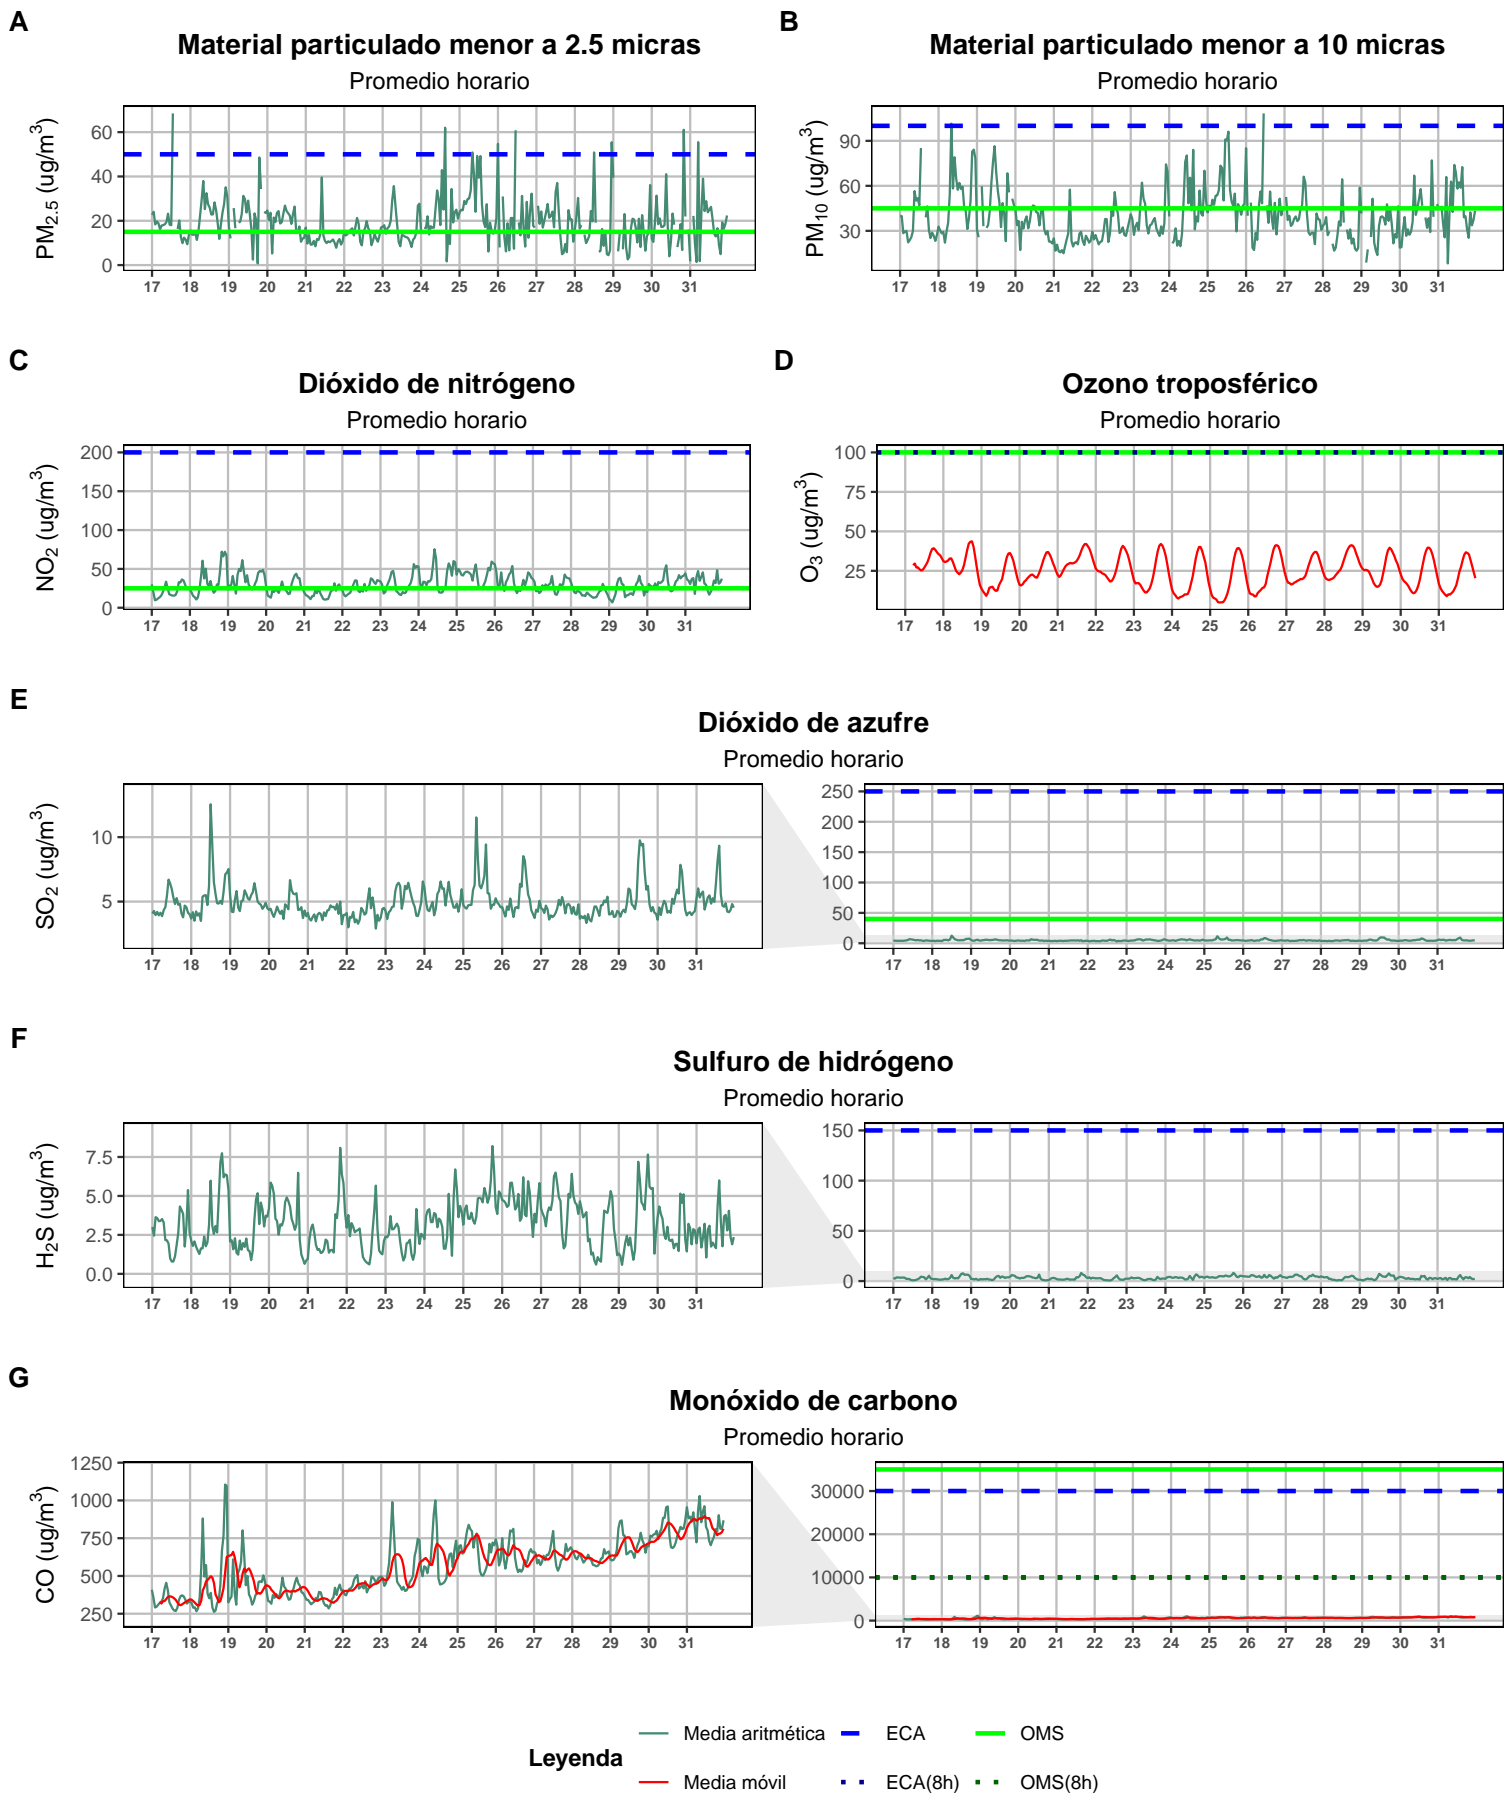 A
Material particulado menor a 2.5 micras
Promedio horario
PM2.5 (ug/m3)
60
40
20
0
17 18 19 20 21 22 23 24 25 26 27 28 29 30 31
B
Material particulado menor a 10 micras
Promedio horario
PM10 (ug/m3)
90
60
30
17 18 19 20 21 22 23 24 25 26 27 28 29 30 31
C
Dióxido de nitrógeno
Promedio horario
NO2 (ug/m3)
200
150
100
50
0
17 18 19 20 21 22 23 24 25 26 27 28 29 30 31
D
Ozono troposférico
Promedio horario
O3 (ug/m3)
100
75
50
25
17 18 19 20 21 22 23 24 25 26 27 28 29 30 31
E
Dióxido de azufre
Promedio horario
SO2 (ug/m3)
10
5
17 18 19 20 21 22 23 24 25 26 27 28 29 30 31
250
200
150
100
50
0
17 18 19 20 21 22 23 24 25 26 27 28 29 30 31
F
Sulfuro de hidrógeno
Promedio horario
H2S (ug/m3)
7.5
5.0
2.5
0.0
17 18 19 20 21 22 23 24 25 26 27 28 29 30 31
150
100
50
0
17 18 19 20 21 22 23 24 25 26 27 28 29 30 31
G
Monóxido de carbono
Promedio horario
CO (ug/m3)
1250
1000
750
500
250
17 18 19 20 21 22 23 24 25 26 27 28 29 30 31
30000
20000
10000
0
17 18 19 20 21 22 23 24 25 26 27 28 29 30 31
Leyenda
Media aritmética ECA OMS
Media móvil ECA(8h) OMS(8h)